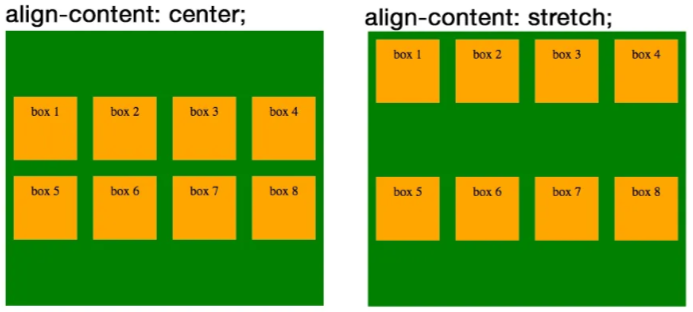 align-content: center;
box 1 box 2 box 3 box 4
box 5 box 6 box 7 box 8
align-content: stretch;
box 1 box 2 box 3 box 4
box 5 box 6 box 7 box 8